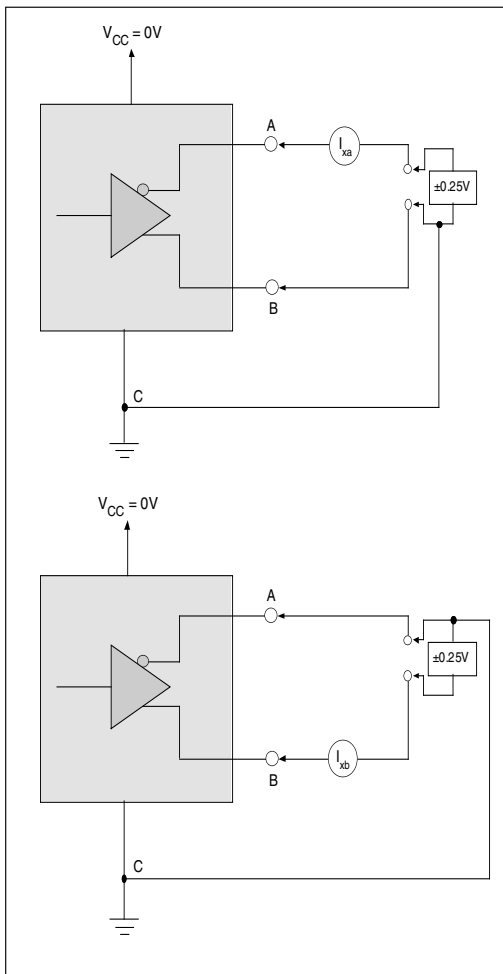 V_CC = 0V
A
I_xa
±0.25V
B
C
V_CC = 0V
A
±0.25V
B
I_xb
C